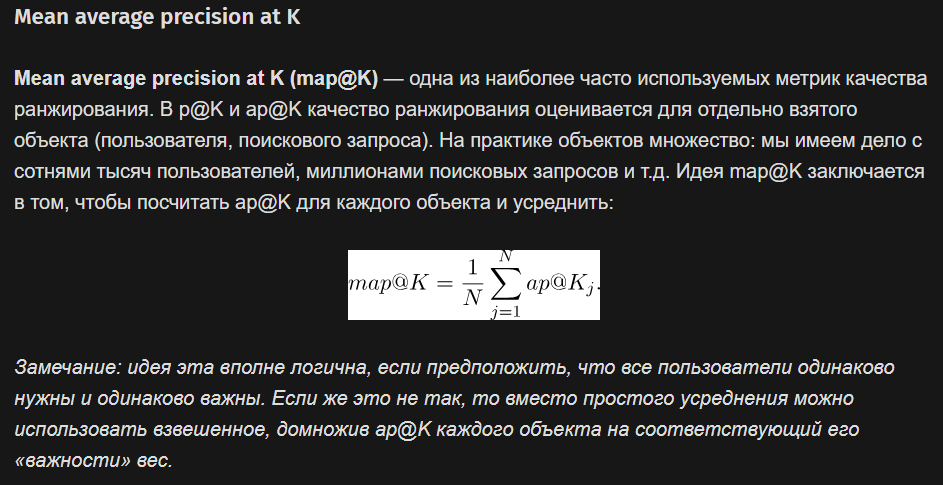 Mean average precision at K
Mean average precision at K (map@K) — одна из наиболее часто используемых метрик качества
ранжирования. В p@K и ap@K качество ранжирования оценивается для отдельно взятого
объекта (пользователя, поискового запроса). На практике объектов множество: мы имеем дело с
сотнями тысяч пользователей, миллионами поисковых запросов и т.д. Идея map@K заключается
в том, чтобы посчитать ap@K для каждого объекта и усреднить:
map@K = \frac{1}{N} \sum_{j=1}^{N} ap@K_j.
Замечание: идея эта вполне логична, если предположить, что все пользователи одинаково
нужны и одинаково важны. Если же это не так, то вместо простого усреднения можно
использовать взвешенное, домножив ap@K каждого объекта на соответствующий его
«важности» вес.